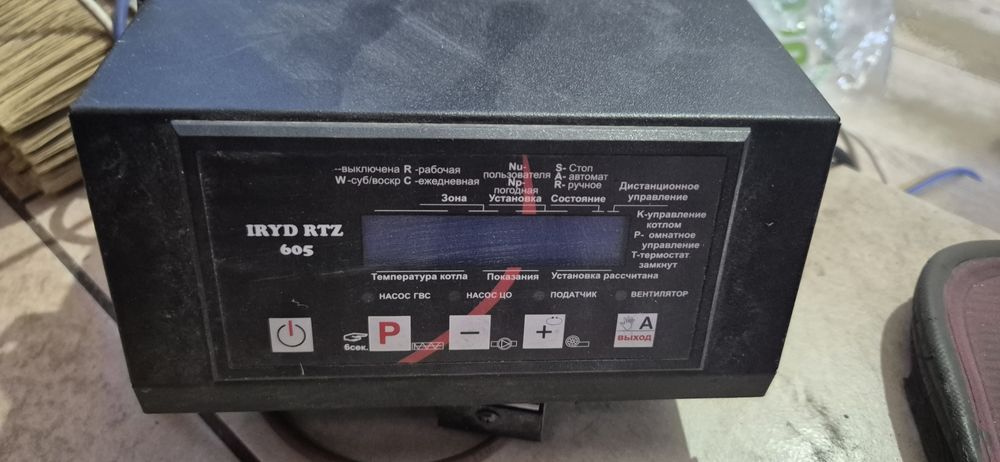 --выключена R -рабочая
W-суб/воскр C -ежедневная
Nu-
пользователя
Np-
погодная
S- Стоп
A- автомат
R- ручное
Зона
Установка
Состояние
Дистанционное
управление
IRYD RTZ
605
К-управление
котлом
Р- омнатное
управление
Т-термостат
замкнут
Температура котла
Показания
Установка рассчитана
НАСОС ГВС
НАСОС ЦО
ПОДАТЧИК
ВЕНТИЛЯТОР
6сек.
P
−
+
A
ВЫХОД